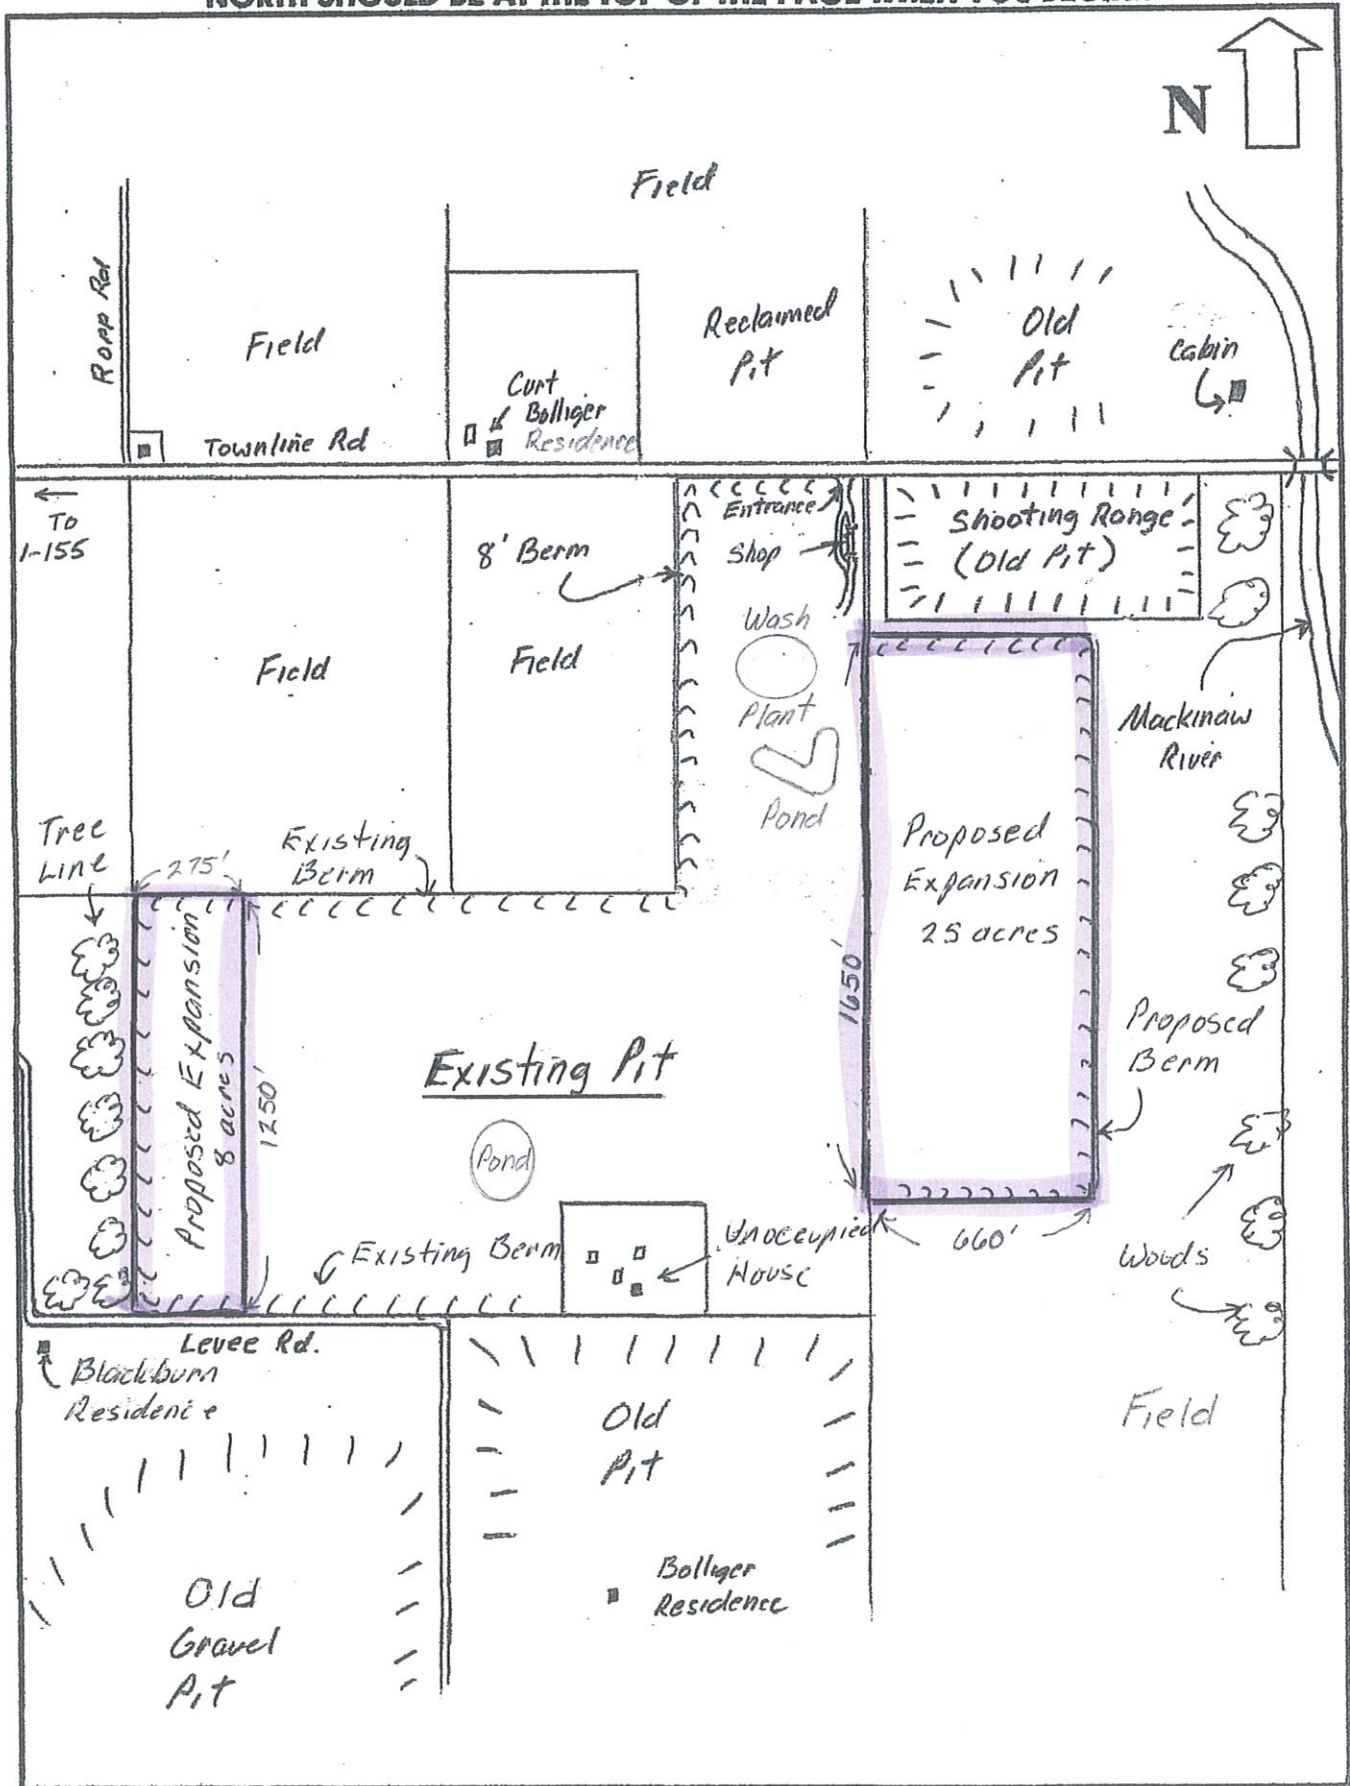 NORTH SHOULD BE AT THE TOP OF THE PAGE WHEN YOU BEGIN
N
Field
Ropp Rd
Field
Curt
Bolliger
Residence
Reclaimed
Pit
Old
Pit
Cabin
Townline Rd
To
I-155
8' Berm
Entrance
Shop
Shooting Range
(Old Pit)
Field
Field
Wash
Plant
Pond
Mackinaw
River
Tree
Line
275'
Existing
Berm
Proposed
Expansion
25 acres
1650'
Proposed Expansion
8 acres
1250'
Existing Pit
Pond
Proposed
Berm
Existing Berm
Unoccupied
House
660'
Woods
Levee Rd.
Blackburn
Residence
Old
Pit
Field
Old
Gravel
Pit
Bolliger
Residence